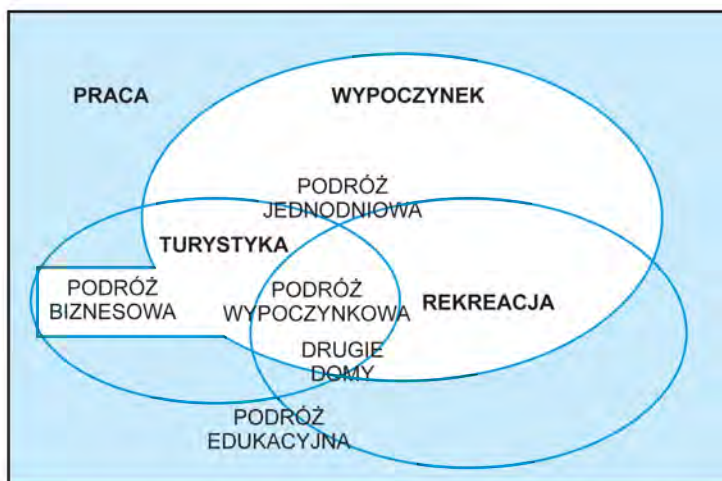 PRACA
WYPOCZYNEK
PODRÓŻ
JEDNODNIOWA
TURYSTYKA
PODRÓŻ
BIZNESOWA
PODRÓŻ
WYPOCZYNKOWA
REKREACJA
DRUGIE
DOMY
PODRÓŻ
EDUKACYJNA